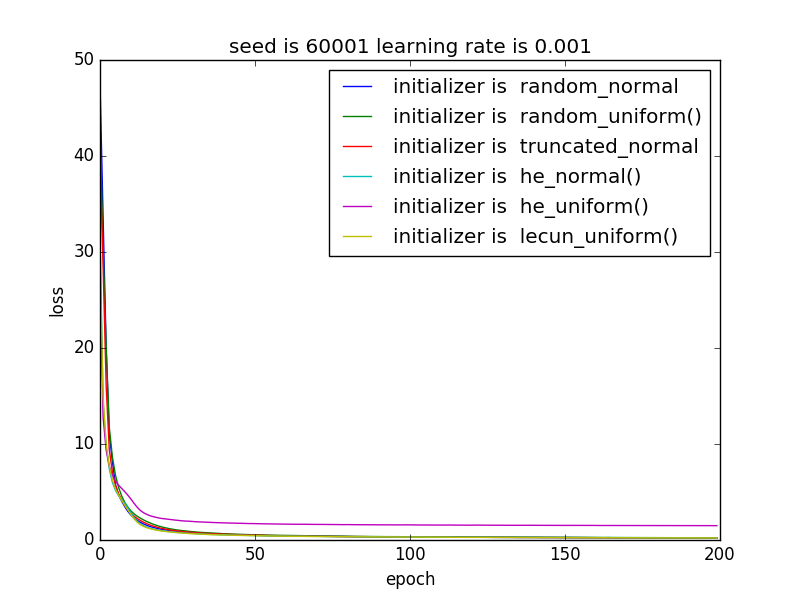 seed is 60001 learning rate is 0.001
50
40
30
20
10
0
loss
initializer is  random_normal
initializer is  random_uniform()
initializer is  truncated_normal
initializer is  he_normal()
initializer is  he_uniform()
initializer is  lecun_uniform()
0 50 100 150 200
epoch